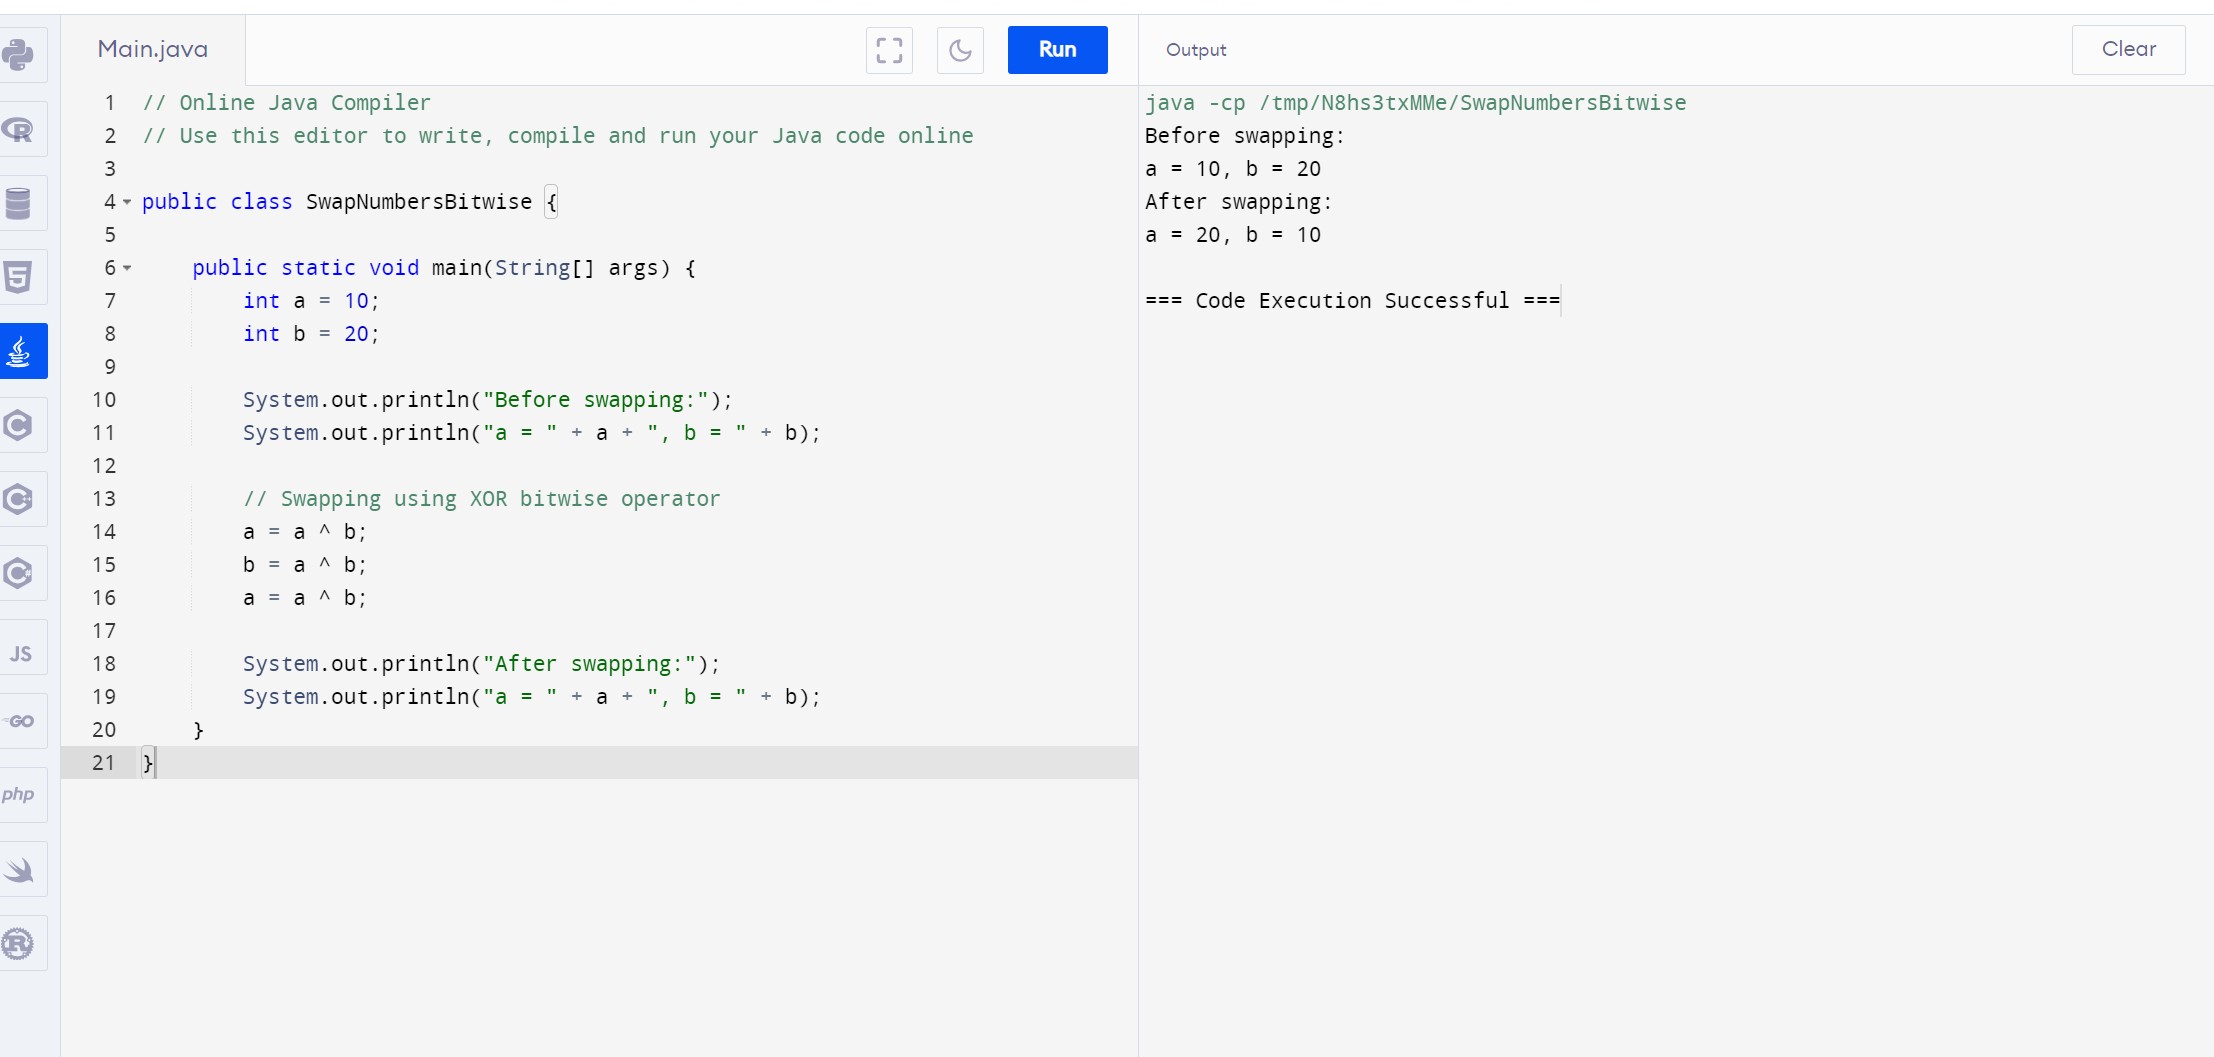 Main.java
Run
Output
Clear
1 // Online Java Compiler
2 // Use this editor to write, compile and run your Java code online
3
4 public class SwapNumbersBitwise {
5
6     public static void main(String[] args) {
7         int a = 10;
8         int b = 20;
9
10         System.out.println("Before swapping:");
11         System.out.println("a = " + a + ", b = " + b);
12
13         // Swapping using XOR bitwise operator
14         a = a ^ b;
15         b = a ^ b;
16         a = a ^ b;
17
18         System.out.println("After swapping:");
19         System.out.println("a = " + a + ", b = " + b);
20     }
21 }
java -cp /tmp/N8hs3txMMe/SwapNumbersBitwise
Before swapping:
a = 10, b = 20
After swapping:
a = 20, b = 10
=== Code Execution Successful ===
R
5
C
C++
C#
JS
GO
php
R